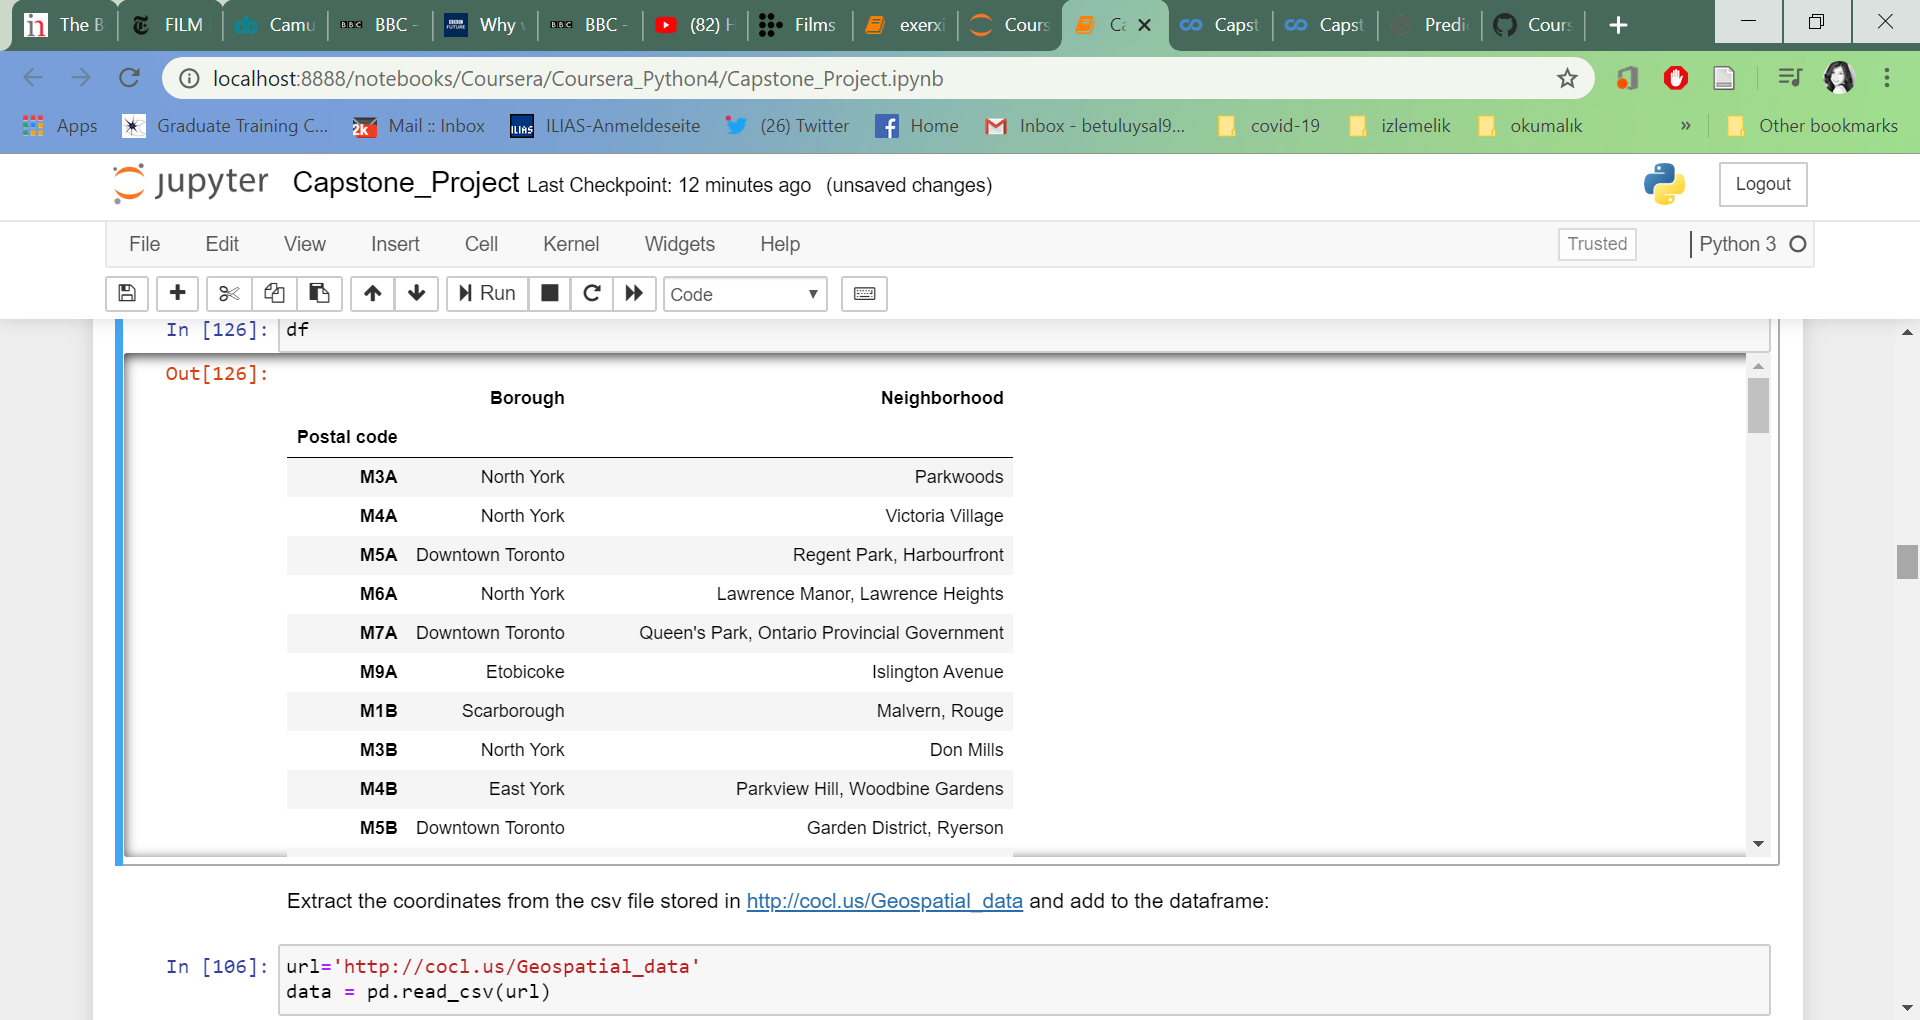 The B
FILM
Camu
BBC BBC -
BBC FUTURE Why
BBC BBC -
(82) H
Films
exerxi
Cours
Ca
Capst
Capst
Predi
Cours
localhost:8888/notebooks/Coursera/Coursera_Python4/Capstone_Project.ipynb
Apps Graduate Training C... 2k Mail :: Inbox ILIAS ILIAS-Anmeldeseite (26) Twitter Home Inbox - betuluysal9... covid-19 izlemelik okumalık » Other bookmarks
jupyter Capstone_Project Last Checkpoint: 12 minutes ago (unsaved changes) Logout
File Edit View Insert Cell Kernel Widgets Help Trusted Python 3
Run Code
In [126]: df
Out[126]:
Borough Neighborhood
Postal code
M3A North York Parkwoods
M4A North York Victoria Village
M5A Downtown Toronto Regent Park, Harbourfront
M6A North York Lawrence Manor, Lawrence Heights
M7A Downtown Toronto Queen's Park, Ontario Provincial Government
M9A Etobicoke Islington Avenue
M1B Scarborough Malvern, Rouge
M3B North York Don Mills
M4B East York Parkview Hill, Woodbine Gardens
M5B Downtown Toronto Garden District, Ryerson
Extract the coordinates from the csv file stored in http://cocl.us/Geospatial_data and add to the dataframe:
In [106]: url='http://cocl.us/Geospatial_data'
data = pd.read_csv(url)